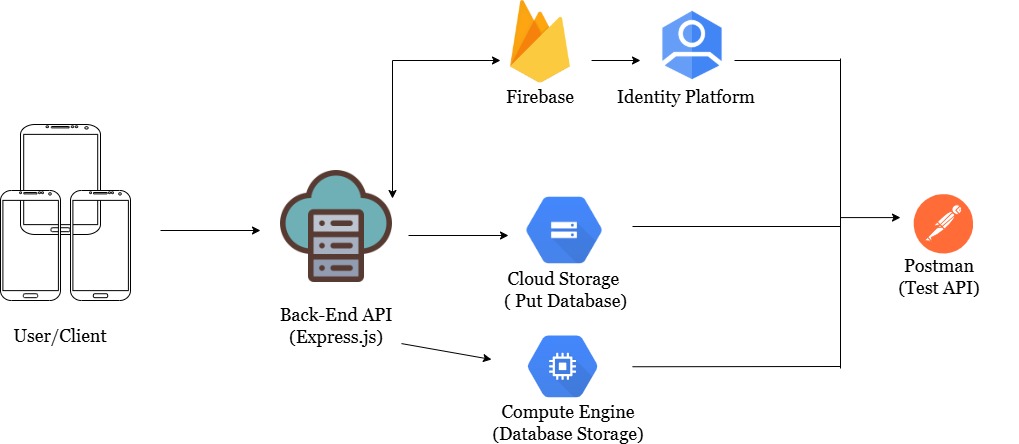 Firebase
Identity Platform
User/Client
Back-End API
(Express.js)
Cloud Storage
( Put Database)
Compute Engine
(Database Storage)
Postman
(Test API)